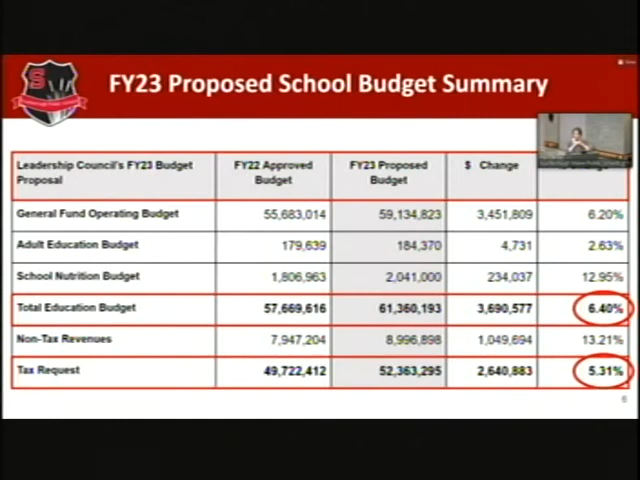 FY23 Proposed School Budget Summary
S
Leadership Council's FY23 Budget Proposal FY22 Approved Budget FY23 Proposed Budget $ Change
General Fund Operating Budget 55,683,014 59,134,823 3,451,809 6.20%
Adult Education Budget 179,639 184,370 4,731 2.63%
School Nutrition Budget 1,806,963 2,041,000 234,037 12.95%
Total Education Budget 57,669,616 61,360,193 3,690,577 6.40%
Non-Tax Revenues 7,947,204 8,996,898 1,049,694 13.21%
Tax Request 49,722,412 52,363,295 2,640,883 5.31%
6